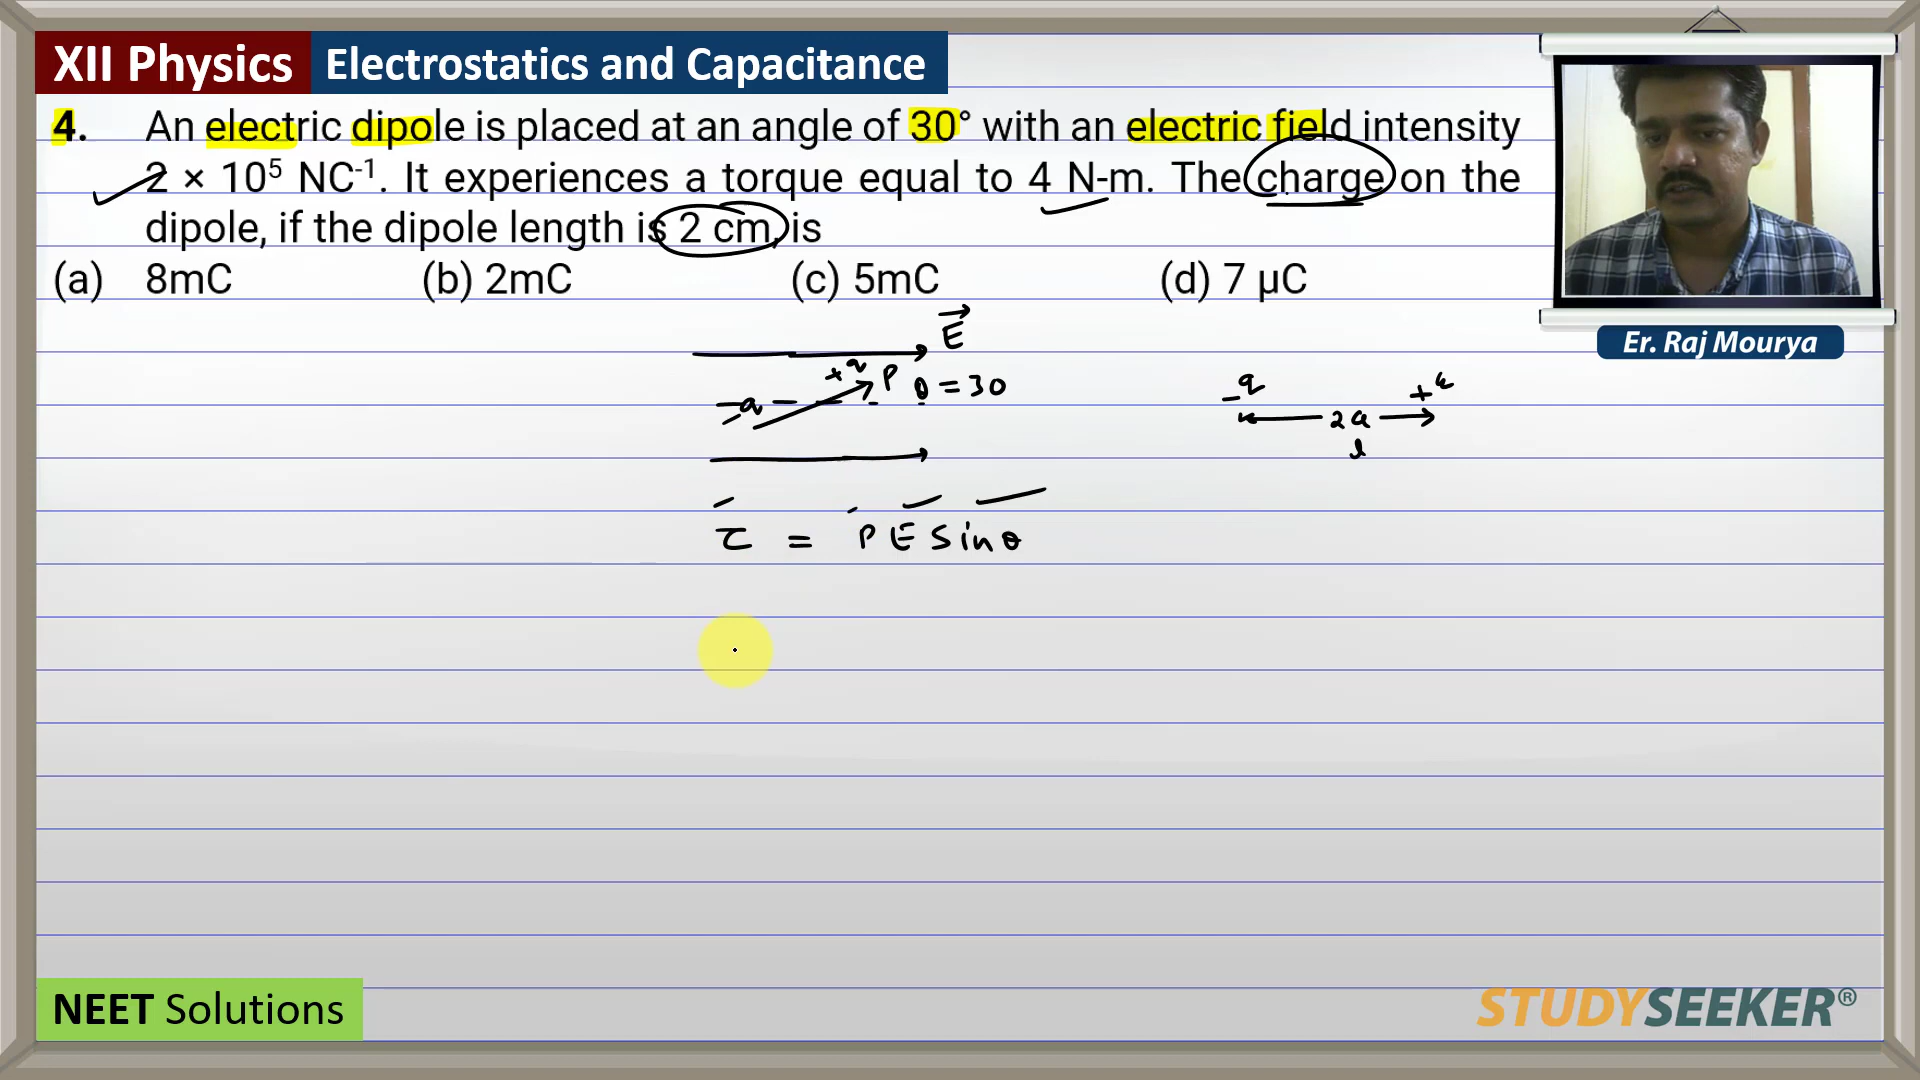 XII Physics Electrostatics and Capacitance
4. An electric dipole is placed at an angle of 30° with an electric field intensity
2 × 10⁵ NC⁻¹. It experiences a torque equal to 4 N-m. The charge on the
dipole, if the dipole length is 2 cm, is
(a) 8mC (b) 2mC (c) 5mC (d) 7 µC
Er. Raj Mourya
E
+q P θ = 30
-q
-q +q
2a
l
τ = P E Sinθ
NEET Solutions
STUDYSEEKER®